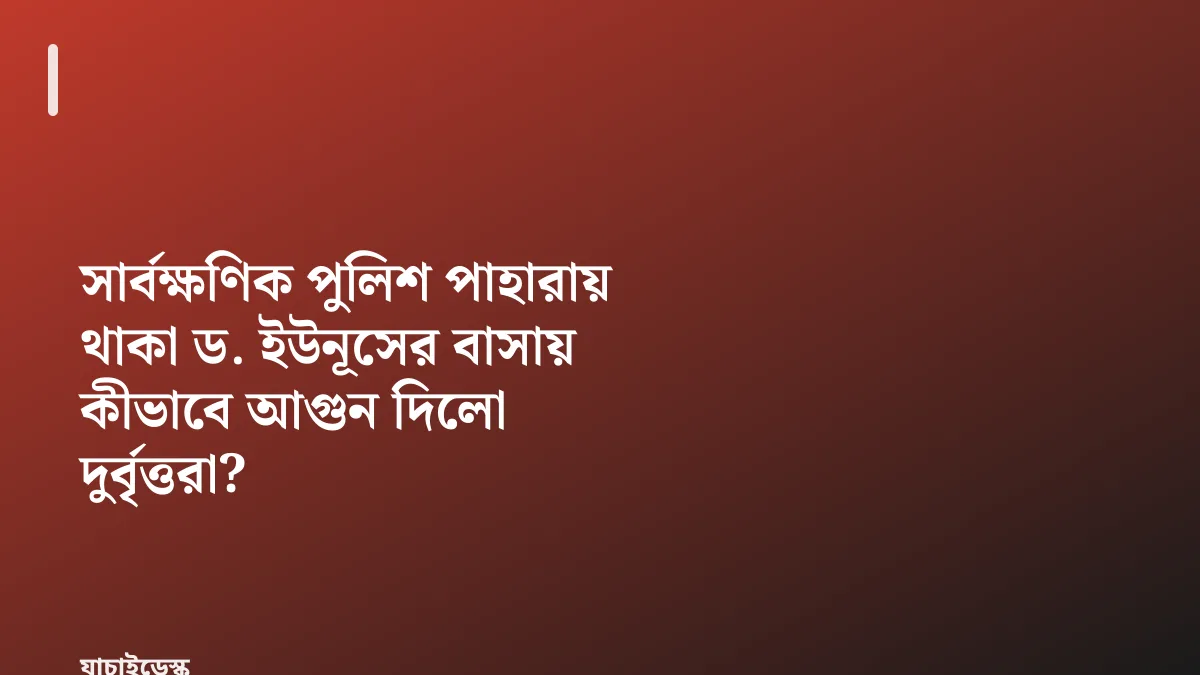 সার্বক্ষণিক পুলিশ পাহারায়
থাকা ড. ইউনূসের বাসায়
কীভাবে আগুন দিলো
দুর্বৃত্তরা?
যাচাইডেস্ক